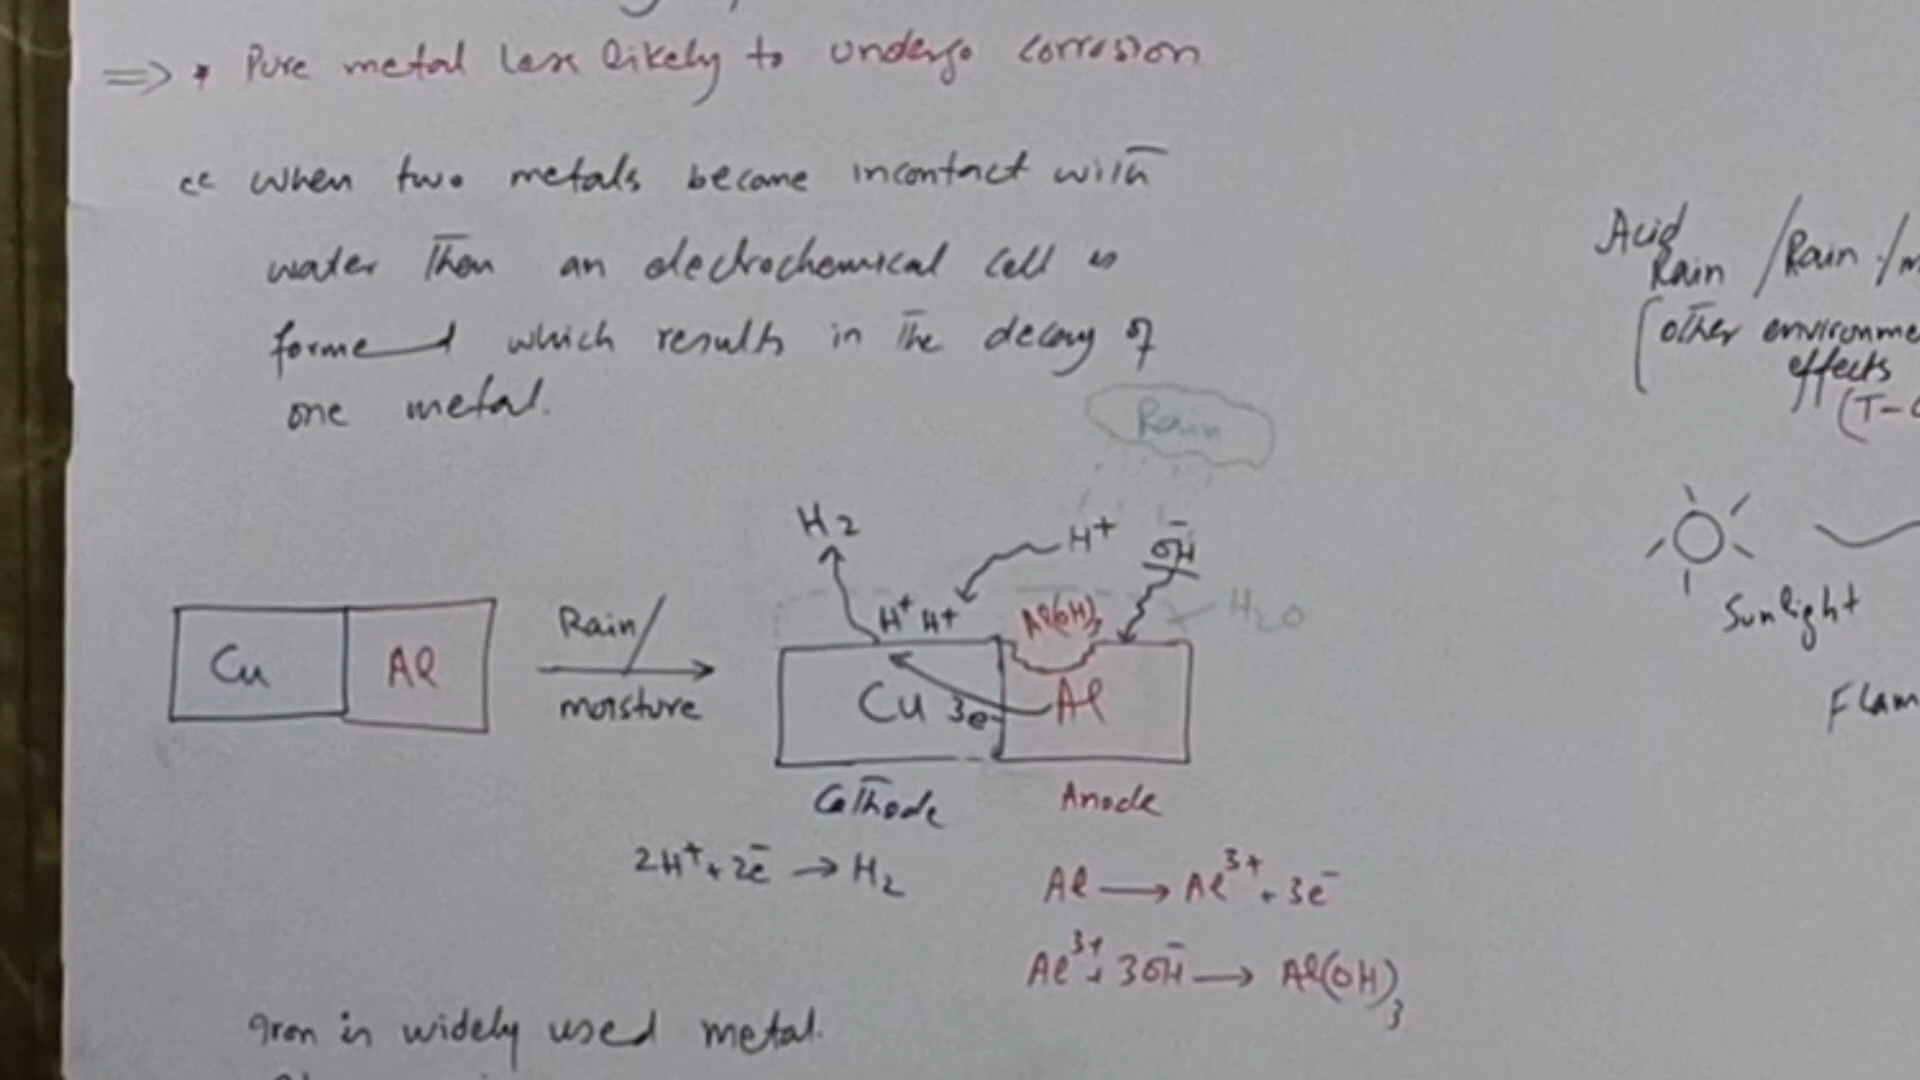 ⇒ * Pure metal less likely to undergo corrosion
" when two metals become incontact with
water Then an electrochemical cell is
formed which results in The decay of
one metal.
Rain
H2
H⁺
OH⁻
H⁺ H⁺
Al(OH)3
H2O
Cu
Al
Rain/
moisture
Cu
3e⁻
Al
Cathode
Anode
2H⁺ + 2e⁻ → H2
Al → Al³⁺ + 3e⁻
Al³⁺ + 3OH⁻ → Al(OH)3
Iron is widely used metal.
Acid
Rain /Rain /
(other
effects
Sunlight